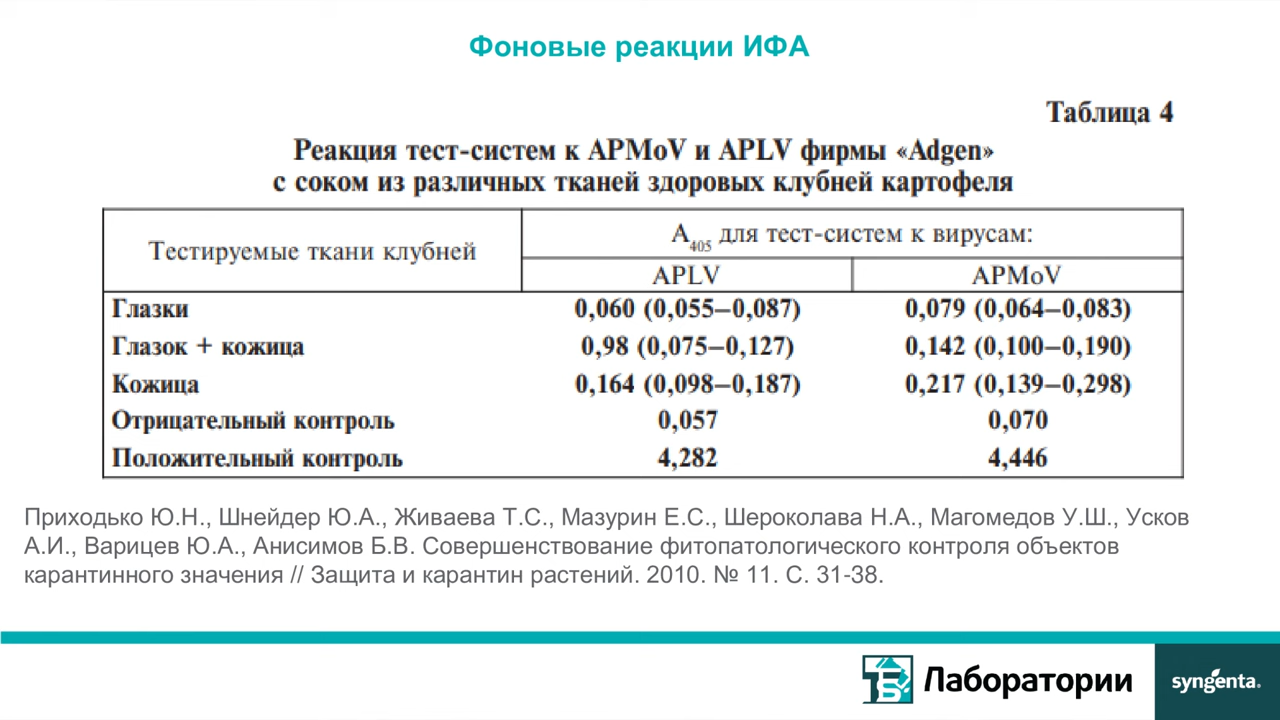 Фоновые реакции ИФА
Таблица 4
Реакция тест-систем к APMoV и APLV фирмы «Adgen»
с соком из различных тканей здоровых клубней картофеля
Тестируемые ткани клубней
A405 для тест-систем к вирусам:
APLV APMoV
Глазки 0,060 (0,055–0,087) 0,079 (0,064–0,083)
Глазок + кожица 0,98 (0,075–0,127) 0,142 (0,100–0,190)
Кожица 0,164 (0,098–0,187) 0,217 (0,139–0,298)
Отрицательный контроль 0,057 0,070
Положительный контроль 4,282 4,446
Приходько Ю.Н., Шнейдер Ю.А., Живаева Т.С., Мазурин Е.С., Шероколава Н.А., Магомедов У.Ш., Усков
А.И., Варицев Ю.А., Анисимов Б.В. Совершенствование фитопатологического контроля объектов
карантинного значения // Защита и карантин растений. 2010. № 11. С. 31-38.
ТБ Лаборатории
syngenta.